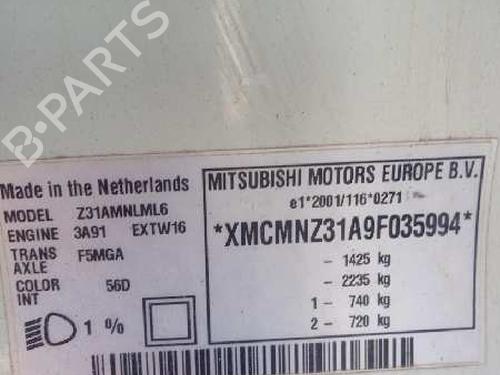 B-PARTS
Made in the Netherlands
MODEL Z31AMNLML6
ENGINE 3A91 EXTW16
TRANS AXLE F5MGA
COLOR INT 56D
1 %
MITSUBISHI MOTORS EUROPE B.V.
e1*2001/116*0271
*XMCMNZ31A9F035994*
- 1425 kg
- 2235 kg
1 - 740 kg
2 - 720 kg